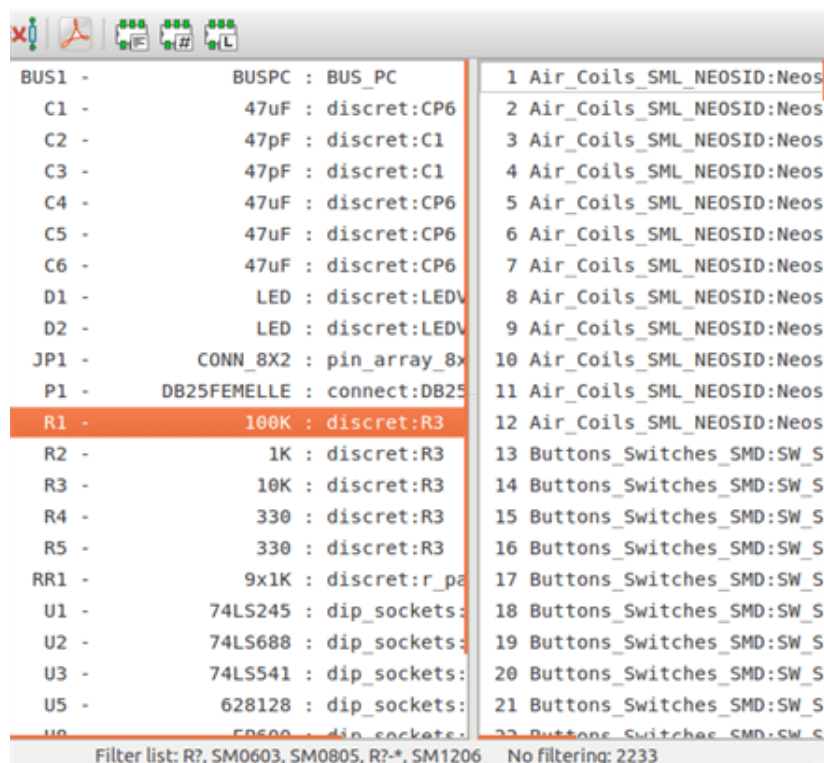 BUS1 - BUSPC : BUS_PC
C1 - 47uF : discret:CP6
C2 - 47pF : discret:C1
C3 - 47pF : discret:C1
C4 - 47uF : discret:CP6
C5 - 47uF : discret:CP6
C6 - 47uF : discret:CP6
D1 - LED : discret:LEDV
D2 - LED : discret:LEDV
JP1 - CONN_8X2 : pin_array_8x
P1 - DB25FEMELLE : connect:DB25
R1 - 100K : discret:R3
R2 - 1K : discret:R3
R3 - 10K : discret:R3
R4 - 330 : discret:R3
R5 - 330 : discret:R3
RR1 - 9x1K : discret:r_pa
U1 - 74LS245 : dip_sockets:
U2 - 74LS688 : dip_sockets:
U3 - 74LS541 : dip_sockets:
U5 - 628128 : dip_sockets:
1 Air_Coils_SML_NEOSID:Neos
2 Air_Coils_SML_NEOSID:Neos
3 Air_Coils_SML_NEOSID:Neos
4 Air_Coils_SML_NEOSID:Neos
5 Air_Coils_SML_NEOSID:Neos
6 Air_Coils_SML_NEOSID:Neos
7 Air_Coils_SML_NEOSID:Neos
8 Air_Coils_SML_NEOSID:Neos
9 Air_Coils_SML_NEOSID:Neos
10 Air_Coils_SML_NEOSID:Neos
11 Air_Coils_SML_NEOSID:Neos
12 Air_Coils_SML_NEOSID:Neos
13 Buttons_Switches_SMD:SW_S
14 Buttons_Switches_SMD:SW_S
15 Buttons_Switches_SMD:SW_S
16 Buttons_Switches_SMD:SW_S
17 Buttons_Switches_SMD:SW_S
18 Buttons_Switches_SMD:SW_S
19 Buttons_Switches_SMD:SW_S
20 Buttons_Switches_SMD:SW_S
21 Buttons_Switches_SMD:SW_S
22 Buttons_Switches_SMD:SW_S
Filter list: R?, SM0603, SM0805, R?-*, SM1206 No filtering: 2233